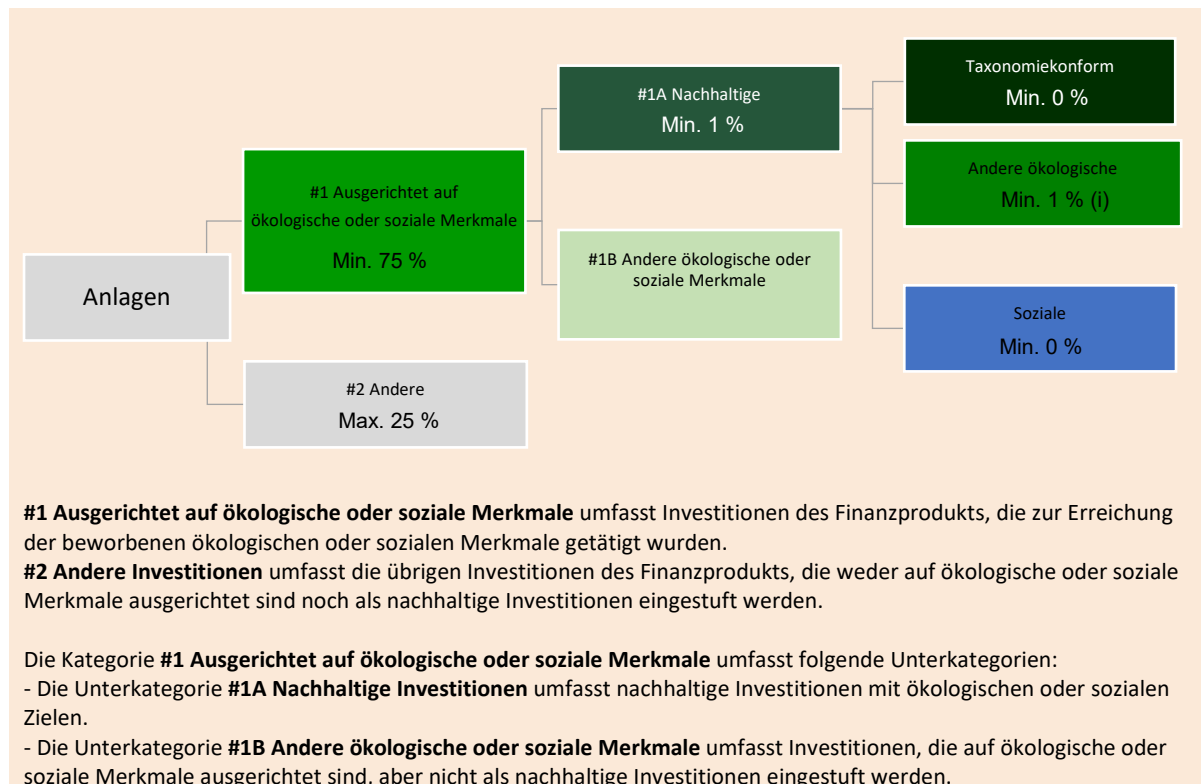 Anlagen
#1 Ausgerichtet auf
ökologische oder soziale Merkmale
Min. 75 %
#2 Andere
Max. 25 %
#1A Nachhaltige
Min. 1 %
#1B Andere ökologische oder
soziale Merkmale
Taxonomiekonform
Min. 0 %
Andere ökologische
Min. 1 % (i)
Soziale
Min. 0 %
#1 Ausgerichtet auf ökologische oder soziale Merkmale umfasst Investitionen des Finanzprodukts, die zur Erreichung
der beworbenen ökologischen oder sozialen Merkmale getätigt wurden.
#2 Andere Investitionen umfasst die übrigen Investitionen des Finanzprodukts, die weder auf ökologische oder soziale
Merkmale ausgerichtet sind noch als nachhaltige Investitionen eingestuft werden.
Die Kategorie #1 Ausgerichtet auf ökologische oder soziale Merkmale umfasst folgende Unterkategorien:
- Die Unterkategorie #1A Nachhaltige Investitionen umfasst nachhaltige Investitionen mit ökologischen oder sozialen
Zielen.
- Die Unterkategorie #1B Andere ökologische oder soziale Merkmale umfasst Investitionen, die auf ökologische oder
soziale Merkmale ausgerichtet sind, aber nicht als nachhaltige Investitionen eingestuft werden.